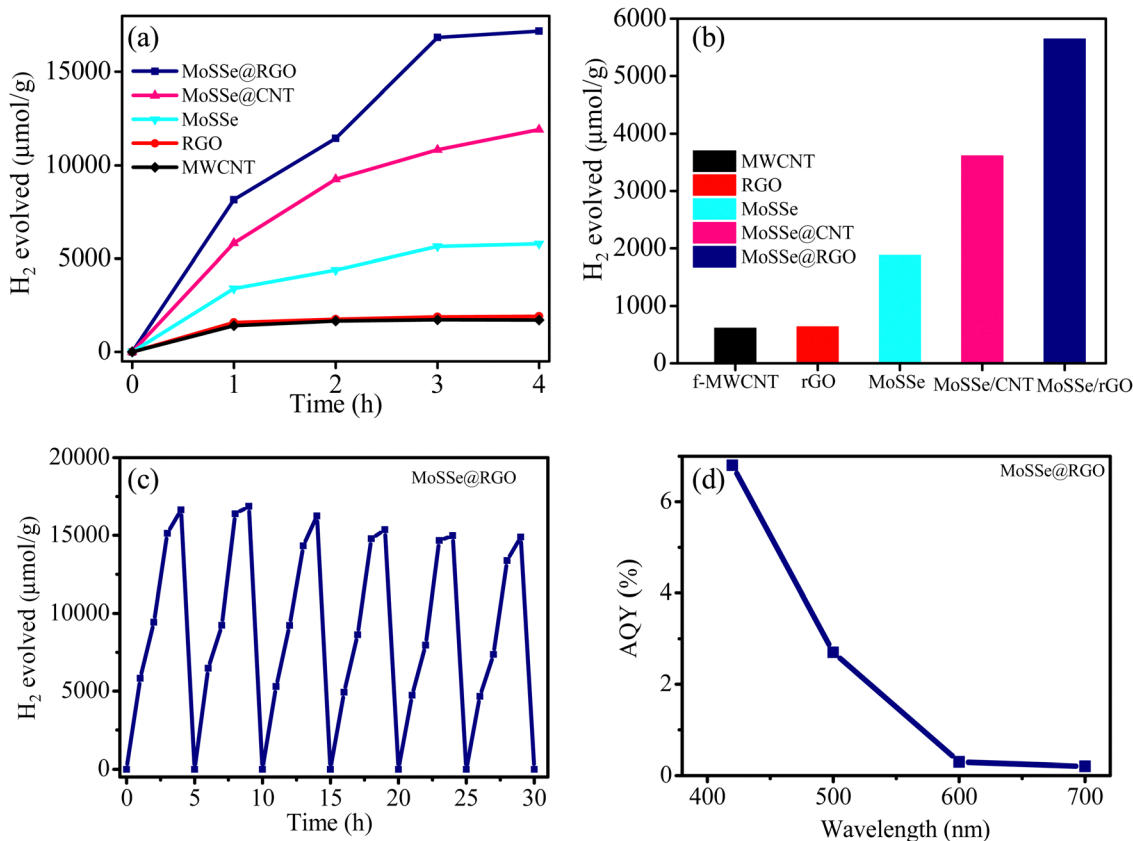 (a)
MoSSe@RGO
MoSSe@CNT
MoSSe
RGO
MWCNT
H₂ evolved (µmol/g)
15000
10000
5000
0
0 1 2 3 4
Time (h)
(b)
MWCNT
RGO
MoSSe
MoSSe@CNT
MoSSe@RGO
H₂ evolved (µmol/g)
6000
5000
4000
3000
2000
1000
0
f-MWCNT rGO MoSSe MoSSe/CNT MoSSe/rGO
(c)
MoSSe@RGO
H₂ evolved (µmol/g)
20000
15000
10000
5000
0
0 5 10 15 20 25 30
Time (h)
(d)
MoSSe@RGO
AQY (%)
6
4
2
0
400 500 600 700
Wavelength (nm)